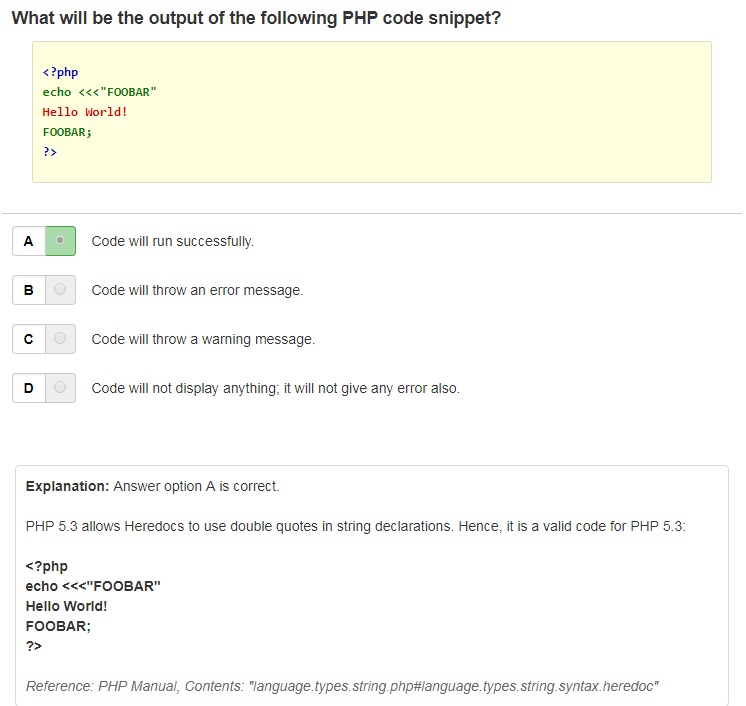 What will be the output of the following PHP code snippet?
<?php
echo <<<"FOOBAR"
Hello World!
FOOBAR;
?>
A Code will run successfully.
B Code will throw an error message.
C Code will throw a warning message.
D Code will not display anything; it will not give any error also.
Explanation: Answer option A is correct.
PHP 5.3 allows Heredocs to use double quotes in string declarations. Hence, it is a valid code for PHP 5.3:
<?php
echo <<<"FOOBAR"
Hello World!
FOOBAR;
?>
Reference: PHP Manual, Contents: "language.types.string.php#language.types.string.syntax.heredoc"